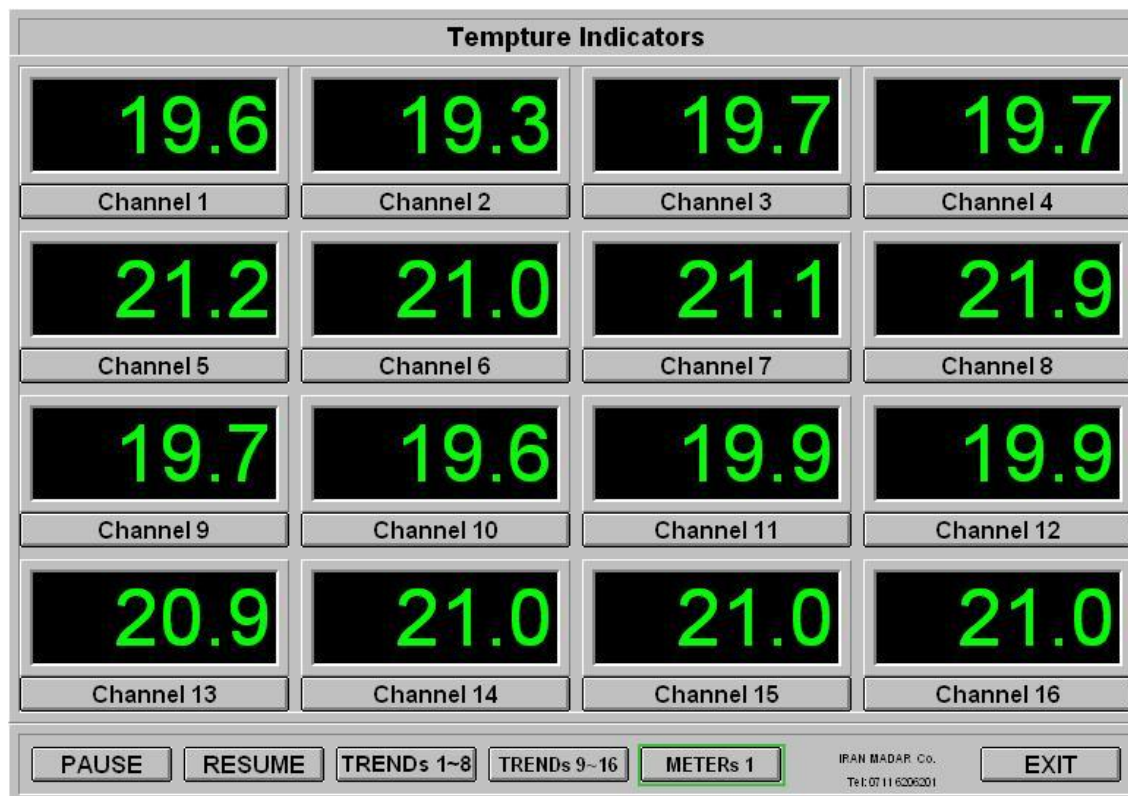 Tempture Indicators
19.6 19.3 19.7 19.7
Channel 1 Channel 2 Channel 3 Channel 4
21.2 21.0 21.1 21.9
Channel 5 Channel 6 Channel 7 Channel 8
19.7 19.6 19.9 19.9
Channel 9 Channel 10 Channel 11 Channel 12
20.9 21.0 21.0 21.0
Channel 13 Channel 14 Channel 15 Channel 16
PAUSE RESUME TRENDs 1~8 TRENDs 9~16 METERs 1 IRAN MADAR Co. EXIT
Tel:0711 6206201